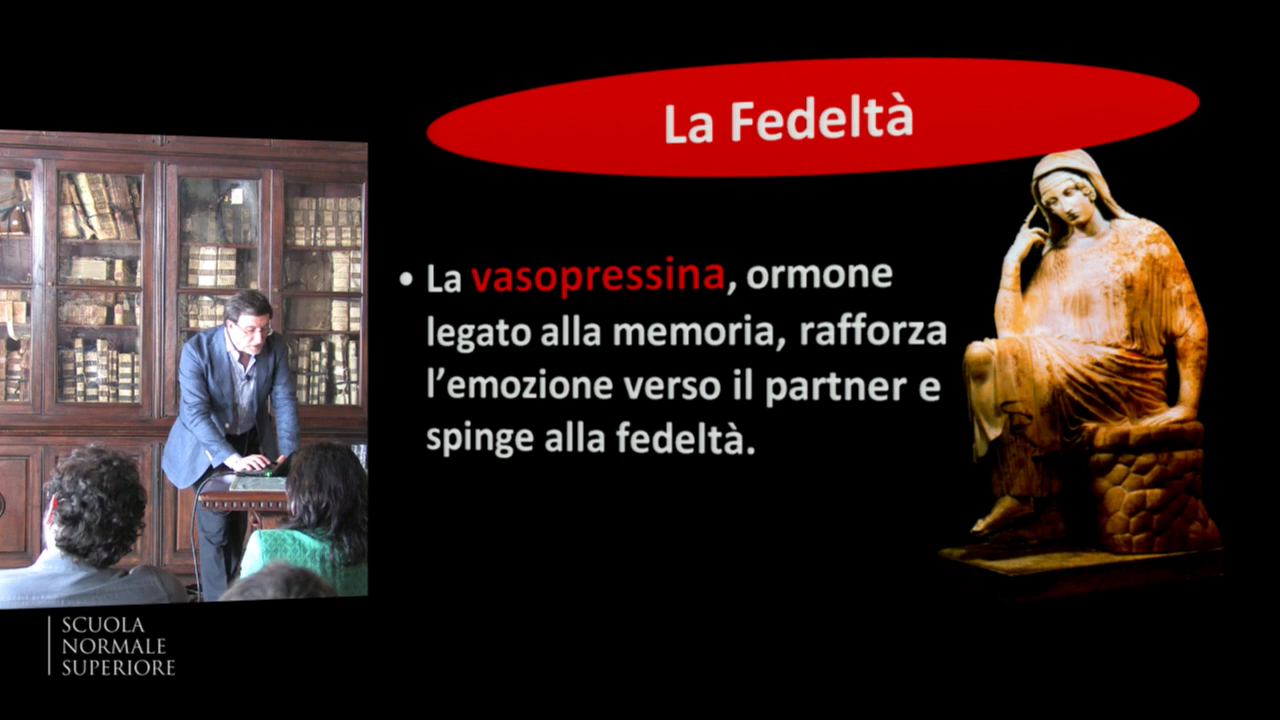 La Fedeltà
• La vasopressina, ormone
legato alla memoria, rafforza
l’emozione verso il partner e
spinge alla fedeltà.
SCUOLA
NORMALE
SUPERIORE